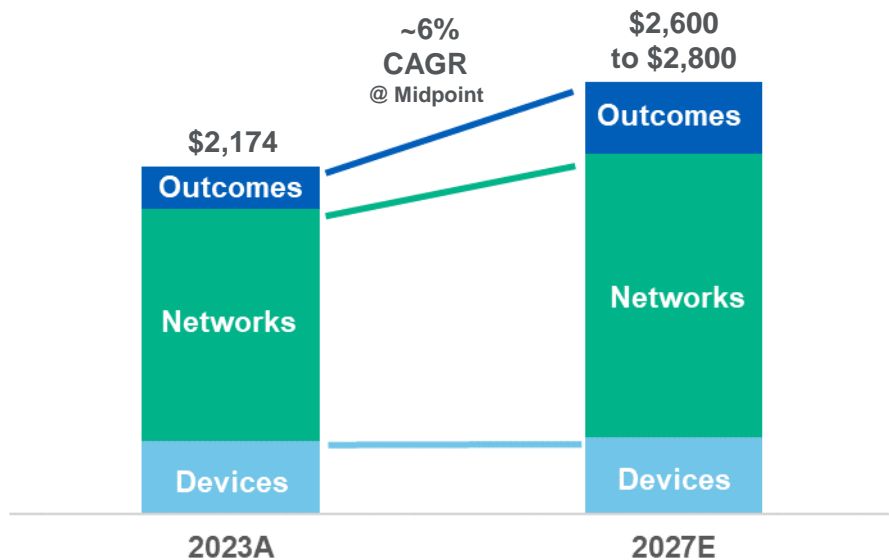 ~6%
CAGR
@ Midpoint
$2,600
to $2,800
$2,174
Outcomes
Outcomes
Networks
Networks
Devices
Devices
2023A
2027E